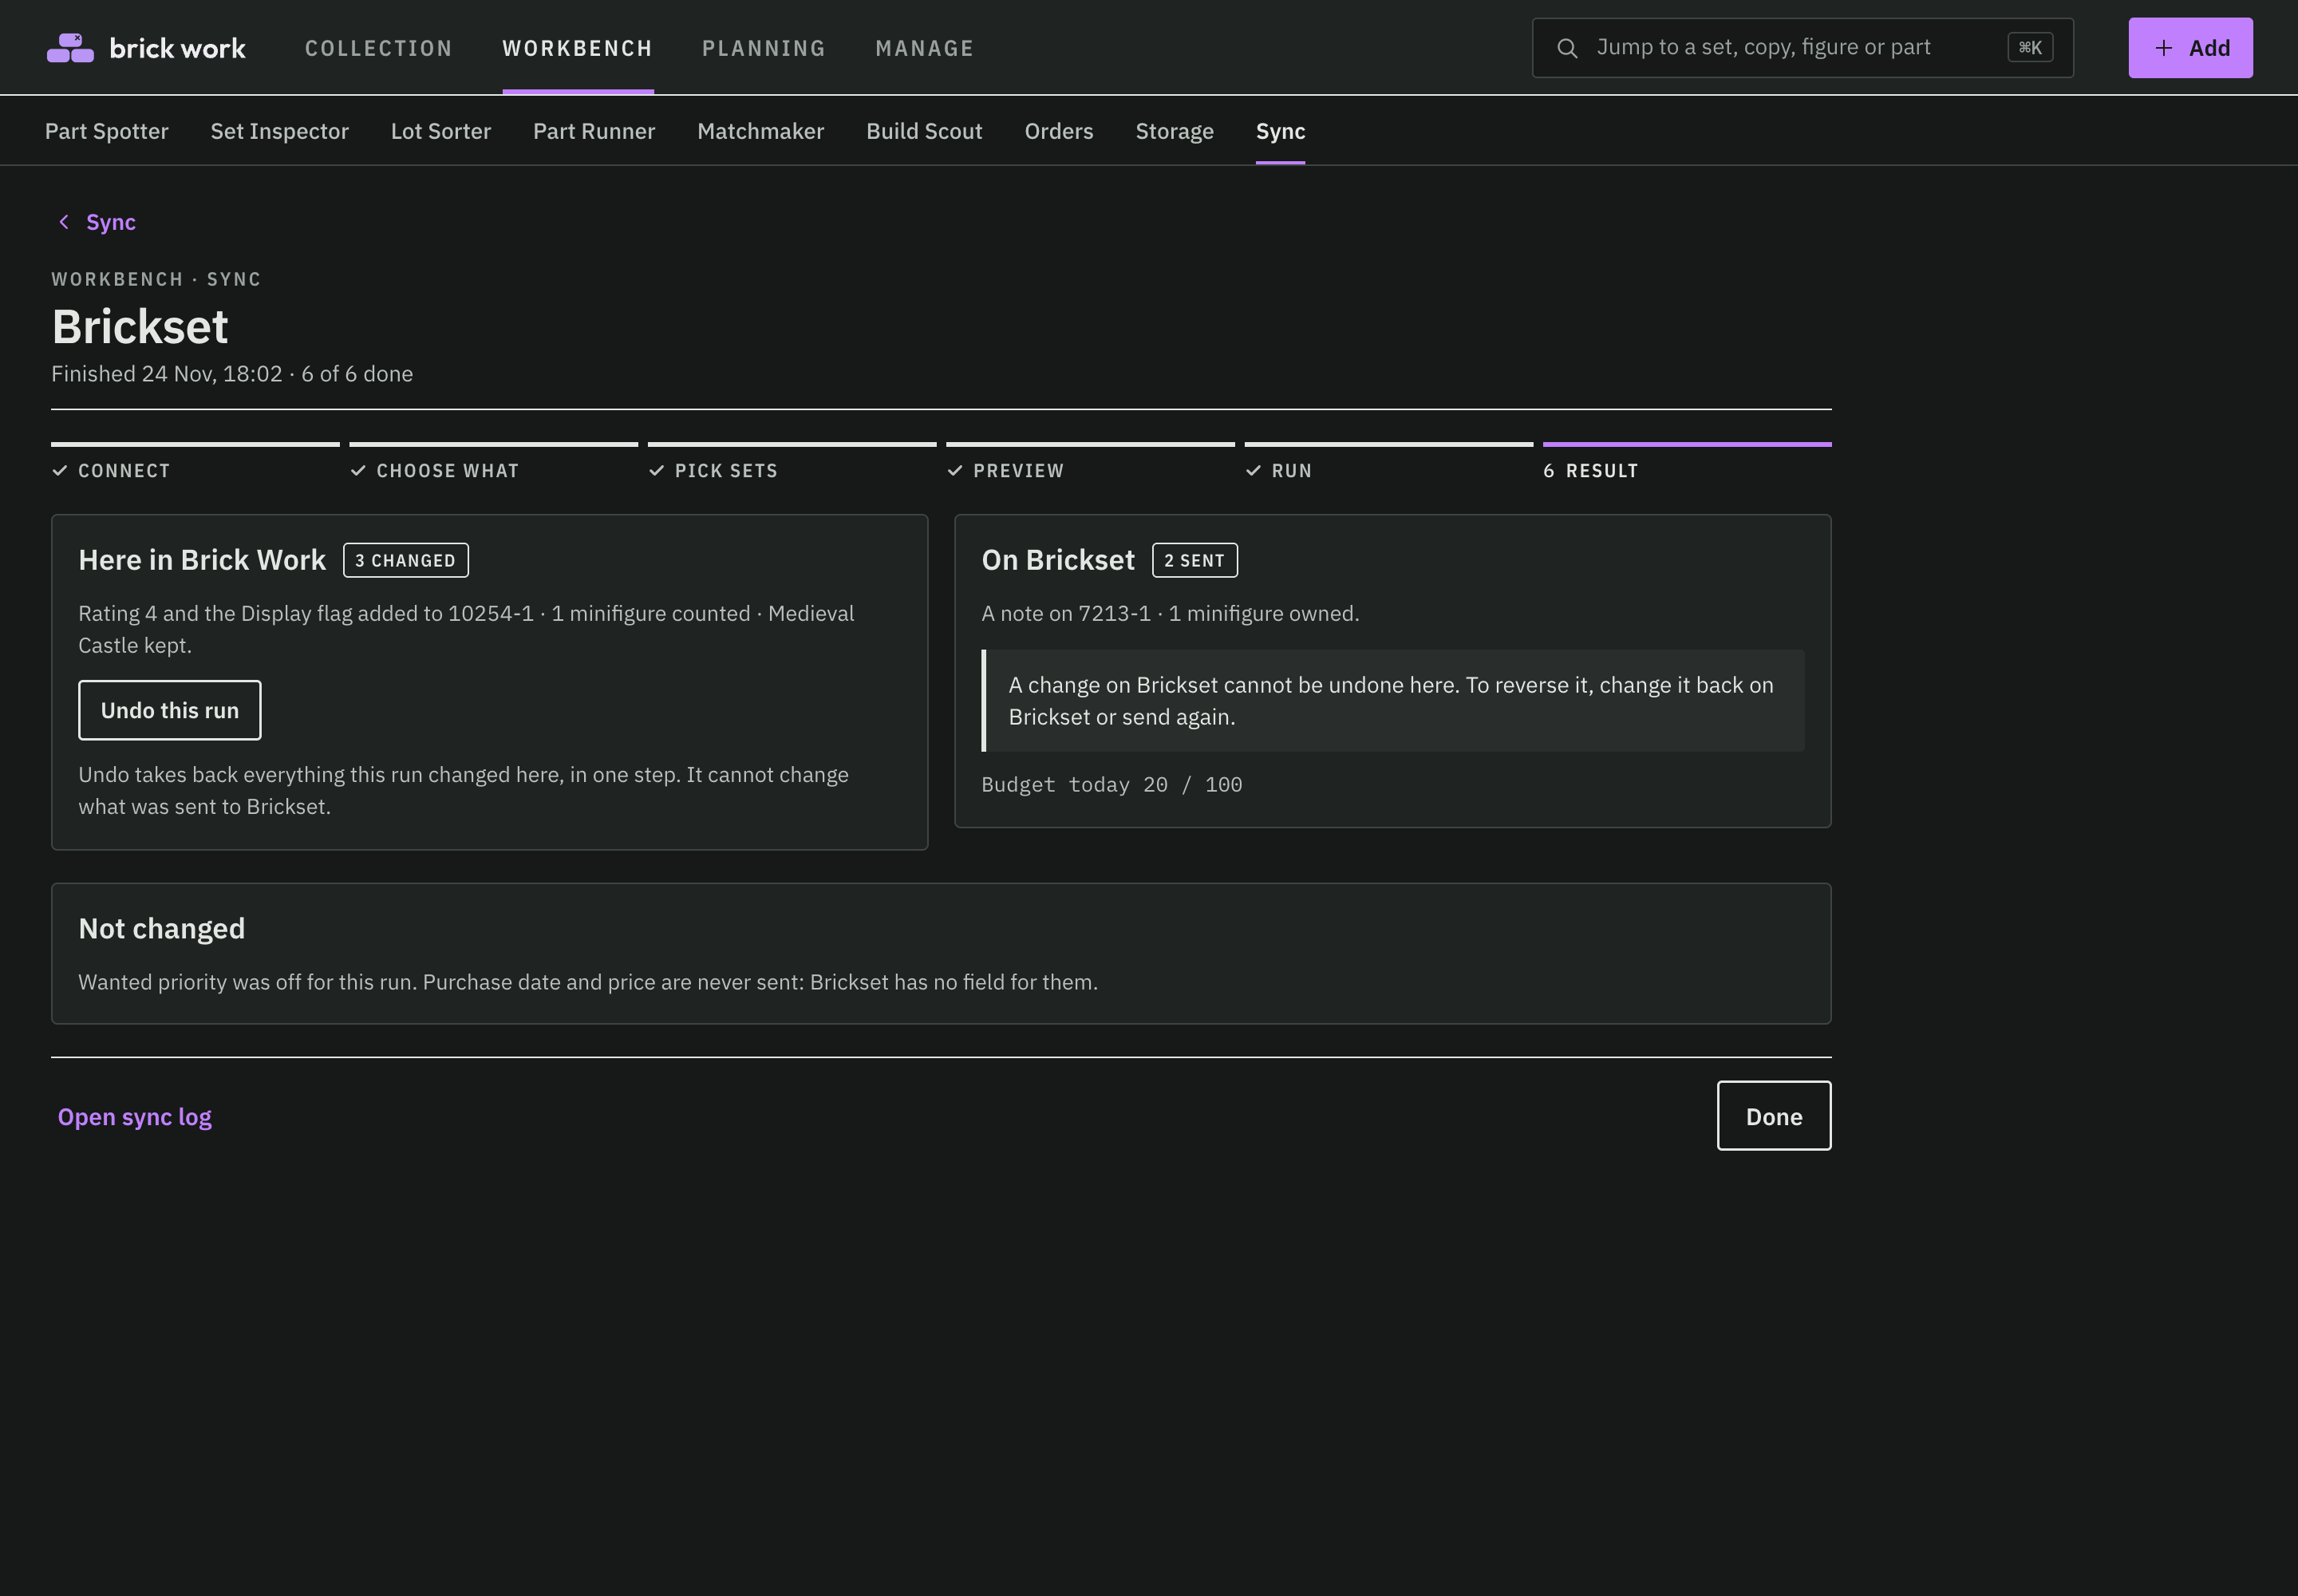 brick work
COLLECTION
WORKBENCH
PLANNING
MANAGE
Jump to a set, copy, figure or part
⌘K
+ Add
Part Spotter
Set Inspector
Lot Sorter
Part Runner
Matchmaker
Build Scout
Orders
Storage
Sync
Sync
WORKBENCH · SYNC
Brickset
Finished 24 Nov, 18:02 · 6 of 6 done
CONNECT
CHOOSE WHAT
PICK SETS
PREVIEW
RUN
6 RESULT
Here in Brick Work
3 CHANGED
Rating 4 and the Display flag added to 10254-1 · 1 minifigure counted · Medieval
Castle kept.
Undo this run
Undo takes back everything this run changed here, in one step. It cannot change
what was sent to Brickset.
On Brickset
2 SENT
A note on 7213-1 · 1 minifigure owned.
A change on Brickset cannot be undone here. To reverse it, change it back on
Brickset or send again.
Budget today 20 / 100
Not changed
Wanted priority was off for this run. Purchase date and price are never sent: Brickset has no field for them.
Open sync log
Done